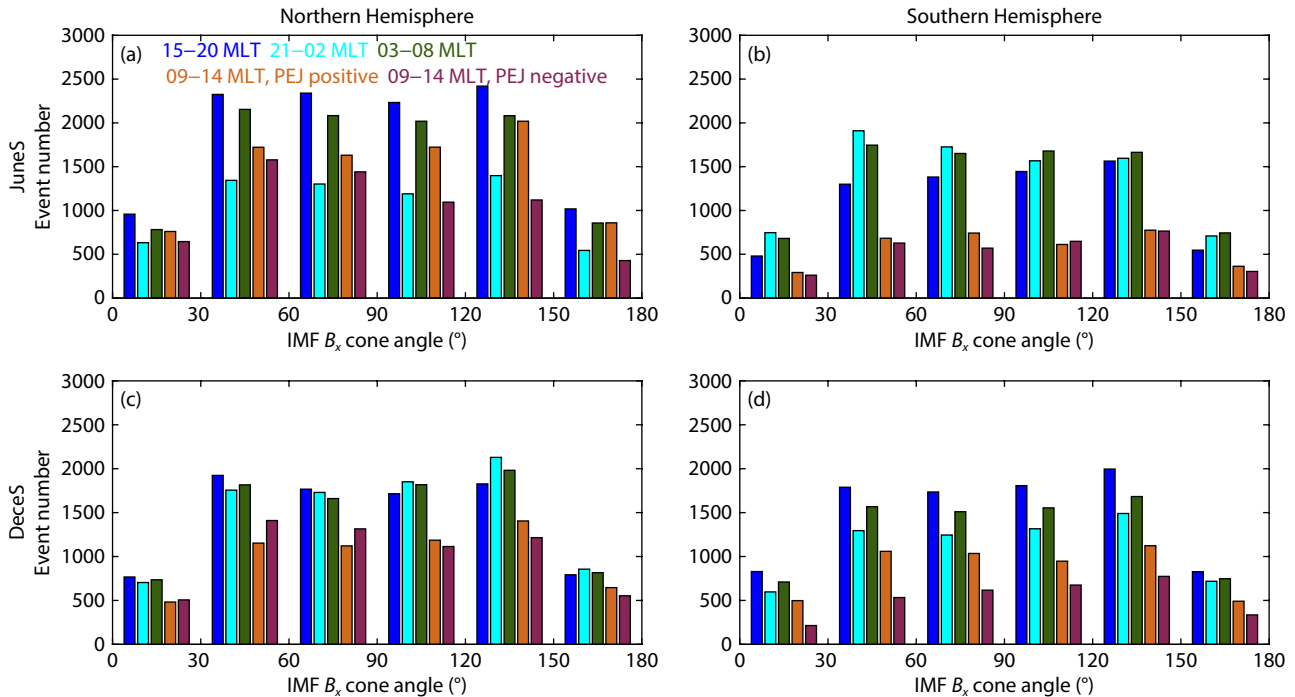 Northern Hemisphere
Southern Hemisphere
(a)
15−20 MLT 21−02 MLT 03−08 MLT
09−14 MLT, PEJ positive 09−14 MLT, PEJ negative
JuneS
Event number
3000
2500
2000
1500
1000
500
0
0 30 60 90 120 150 180
IMF Bx cone angle (°)
(b)
3000
2500
2000
1500
1000
500
0
0 30 60 90 120 150 180
IMF Bx cone angle (°)
(c)
DeceS
Event number
3000
2500
2000
1500
1000
500
0
0 30 60 90 120 150 180
IMF Bx cone angle (°)
(d)
3000
2500
2000
1500
1000
500
0
0 30 60 90 120 150 180
IMF Bx cone angle (°)